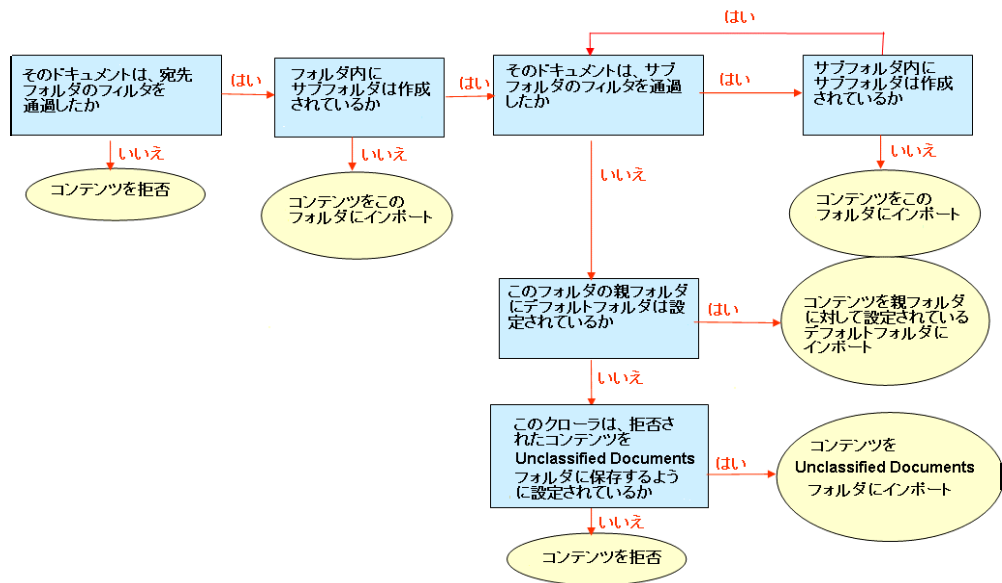 はい
そのドキュメントは、宛先
フォルダのフィルタを
通過したか
はい
フォルダ内に
サブフォルダは作成
されているか
はい
そのドキュメントは、サブ
フォルダのフィルタを通過
したか
はい
サブフォルダ内に
サブフォルダは作成
されているか
いいえ
コンテンツを拒否
いいえ
コンテンツをこの
フォルダにインポート
いいえ
いいえ
コンテンツをこの
フォルダにインポート
このフォルダの親フォルダ
にデフォルトフォルダは設
定されているか
はい
コンテンツを親フォルダ
に対して設定されている
デフォルトフォルダに
インポート
いいえ
このクローラは、拒否さ
れたコンテンツを
Unclassified Documents
フォルダに保存するよう
に設定されているか
はい
コンテンツを
Unclassified Documents
フォルダにインポート
いいえ
コンテンツを拒否